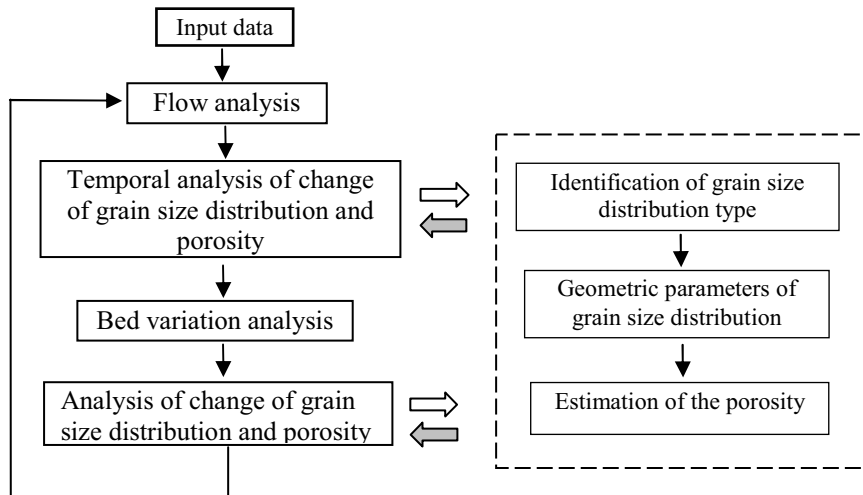 Input data
Flow analysis
Temporal analysis of change
of grain size distribution and
porosity
Bed variation analysis
Analysis of change of grain
size distribution and porosity
Identification of grain size
distribution type
Geometric parameters of
grain size distribution
Estimation of the porosity